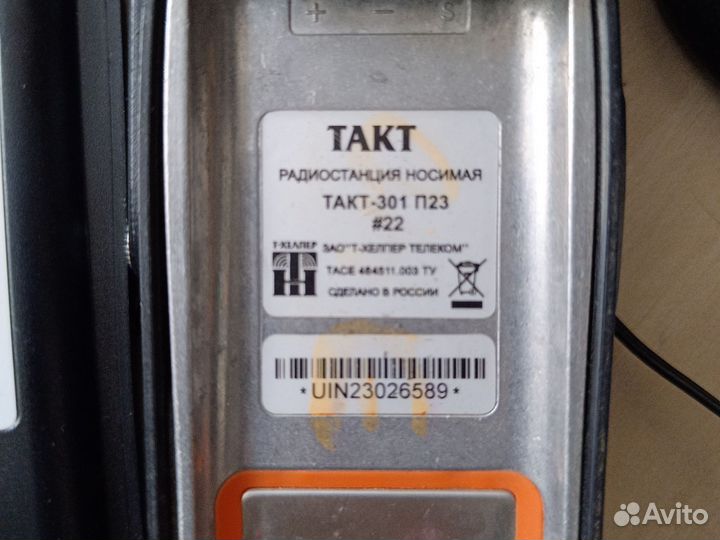 + − S
ТАКТ
РАДИОСТАНЦИЯ НОСИМАЯ
ТАКТ-301 П23
#22
Т-ХЕЛПЕР
ЗАО"Т-ХЕЛПЕР ТЕЛЕКОМ"
ТАСЕ 464511.003 ТУ
СДЕЛАНО В РОССИИ
*UIN23026589*
Avito